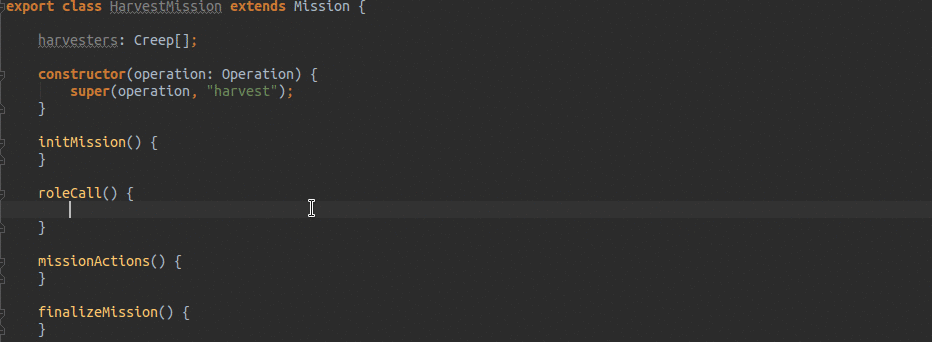 export class HarvestMission extends Mission {
harvesters: Creep[];
constructor(operation: Operation) {
super(operation, "harvest");
}
initMission() {
}
roleCall() {
}
missionActions() {
}
finalizeMission() {
}